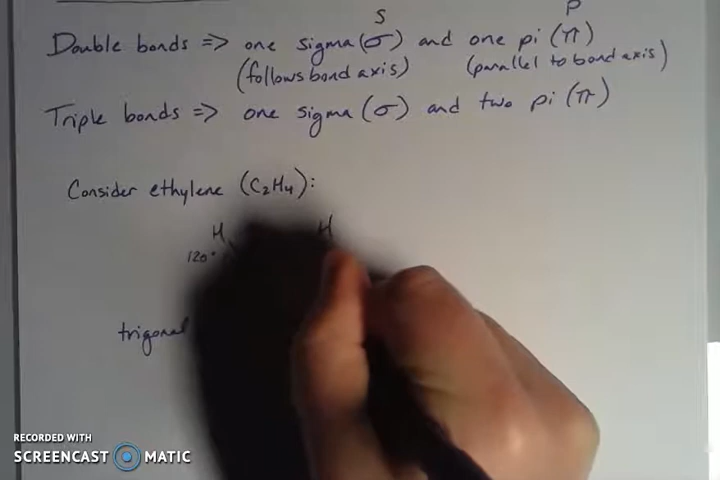 S P
Double bonds => one sigma (σ) and one pi (π)
(follows bond axis) (parallel to bond axis)
Triple bonds => one sigma (σ) and two pi (π)
Consider ethylene (C₂H₄):
H H
120°
trigonal
RECORDED WITH
SCREENCAST MATIC